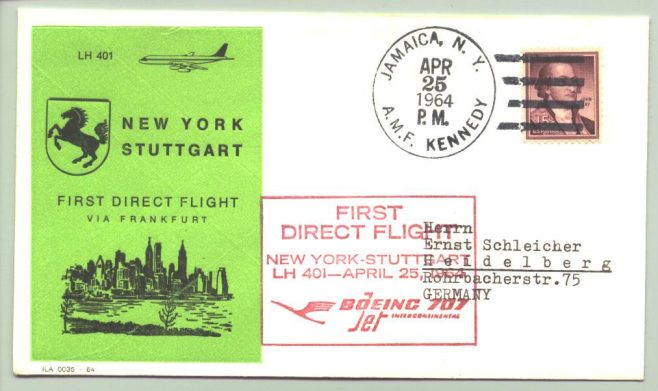 LH 401
NEW YORK
STUTTGART
FIRST DIRECT FLIGHT
VIA FRANKFURT
ILA 0035 - 64
JAMAICA, N. Y.
APR
25
1964
P. M.
A.M.F. KENNEDY
15¢
FIRST
DIRECT FLIGHT
NEW YORK-STUTTGART
LH 401—APRIL 25, 1964
BOEING 707
Jet INTERCONTINENTAL
Herrn
Ernst Schleicher
Heidelberg
Rohrbacherstr.75
GERMANY